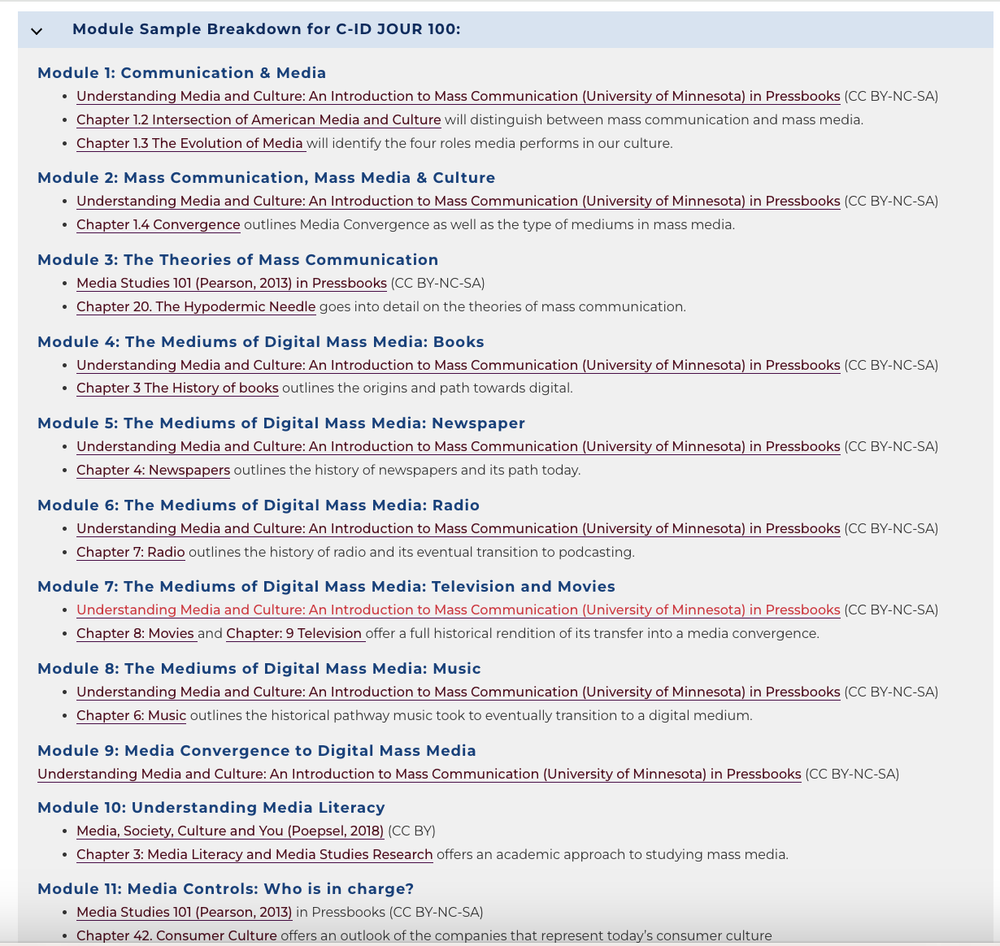 Module Sample Breakdown for C-ID JOUR 100:
Module 1: Communication & Media
• Understanding Media and Culture: An Introduction to Mass Communication (University of Minnesota) in Pressbooks (CC BY-NC-SA)
• Chapter 1.2 Intersection of American Media and Culture will distinguish between mass communication and mass media.
• Chapter 1.3 The Evolution of Media will identify the four roles media performs in our culture.
Module 2: Mass Communication, Mass Media & Culture
• Understanding Media and Culture: An Introduction to Mass Communication (University of Minnesota) in Pressbooks (CC BY-NC-SA)
• Chapter 1.4 Convergence outlines Media Convergence as well as the type of mediums in mass media.
Module 3: The Theories of Mass Communication
• Media Studies 101 (Pearson, 2013) in Pressbooks (CC BY-NC-SA)
• Chapter 20. The Hypodermic Needle goes into detail on the theories of mass communication.
Module 4: The Mediums of Digital Mass Media: Books
• Understanding Media and Culture: An Introduction to Mass Communication (University of Minnesota) in Pressbooks (CC BY-NC-SA)
• Chapter 3 The History of books outlines the origins and path towards digital.
Module 5: The Mediums of Digital Mass Media: Newspaper
• Understanding Media and Culture: An Introduction to Mass Communication (University of Minnesota) in Pressbooks (CC BY-NC-SA)
• Chapter 4: Newspapers outlines the history of newspapers and its path today.
Module 6: The Mediums of Digital Mass Media: Radio
• Understanding Media and Culture: An Introduction to Mass Communication (University of Minnesota) in Pressbooks (CC BY-NC-SA)
• Chapter 7: Radio outlines the history of radio and its eventual transition to podcasting.
Module 7: The Mediums of Digital Mass Media: Television and Movies
• Understanding Media and Culture: An Introduction to Mass Communication (University of Minnesota) in Pressbooks (CC BY-NC-SA)
• Chapter 8: Movies and Chapter: 9 Television offer a full historical rendition of its transfer into a media convergence.
Module 8: The Mediums of Digital Mass Media: Music
• Understanding Media and Culture: An Introduction to Mass Communication (University of Minnesota) in Pressbooks (CC BY-NC-SA)
• Chapter 6: Music outlines the historical pathway music took to eventually transition to a digital medium.
Module 9: Media Convergence to Digital Mass Media
Understanding Media and Culture: An Introduction to Mass Communication (University of Minnesota) in Pressbooks (CC BY-NC-SA)
Module 10: Understanding Media Literacy
• Media, Society, Culture and You (Poepsel, 2018) (CC BY)
• Chapter 3: Media Literacy and Media Studies Research offers an academic approach to studying mass media.
Module 11: Media Controls: Who is in charge?
• Media Studies 101 (Pearson, 2013) in Pressbooks (CC BY-NC-SA)
• Chapter 42. Consumer Culture offers an outlook of the companies that represent today's consumer culture